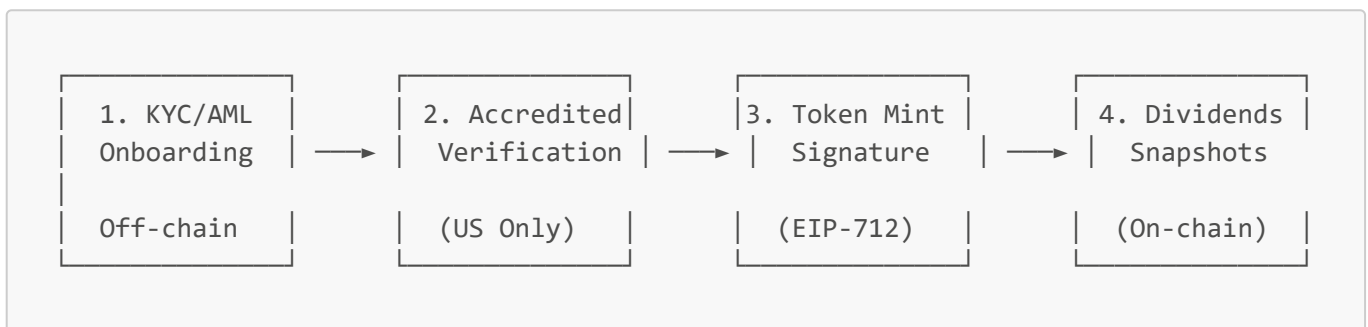 1. KYC/AML 2. Accredited 3. Token Mint 4. Dividends
Onboarding ───► Verification ───► Signature ───► Snapshots
Off-chain (US Only) (EIP-712) (On-chain)